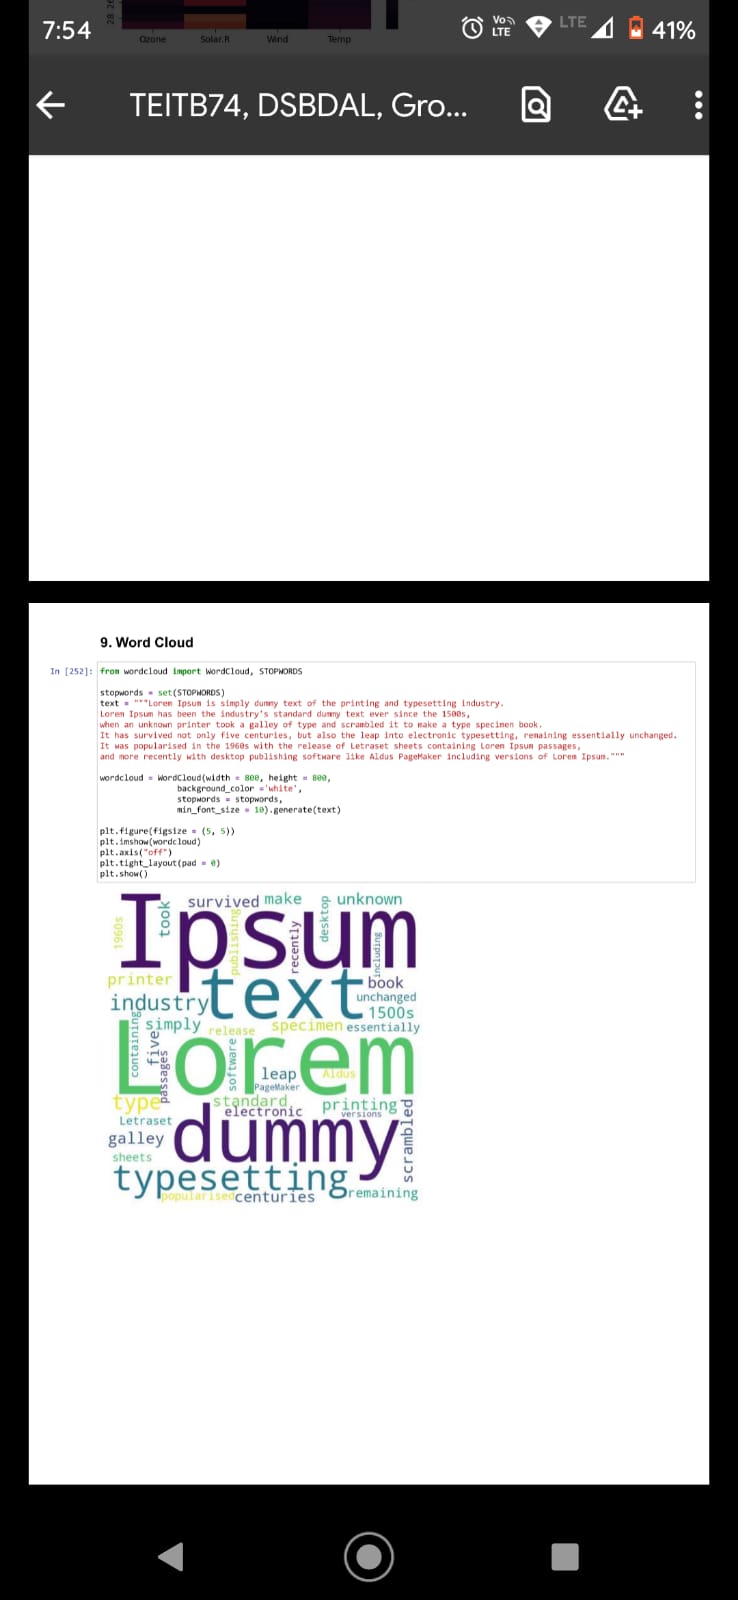 7:54
28 26
Ozone Solar.R Wind Temp
Vo)) LTE LTE 41%
TEITB74, DSBDAL, Gro...
9. Word Cloud
In [252]: from wordcloud import WordCloud, STOPWORDS
stopwords = set(STOPWORDS)
text = """Lorem Ipsum is simply dummy text of the printing and typesetting industry.
Lorem Ipsum has been the industry's standard dummy text ever since the 1500s,
when an unknown printer took a galley of type and scrambled it to make a type specimen book.
It has survived not only five centuries, but also the leap into electronic typesetting, remaining essentially unchanged.
It was popularised in the 1960s with the release of Letraset sheets containing Lorem Ipsum passages,
and more recently with desktop publishing software like Aldus PageMaker including versions of Lorem Ipsum."""
wordcloud = WordCloud(width = 800, height = 800,
background_color ='white',
stopwords = stopwords,
min_font_size = 10).generate(text)
plt.figure(figsize = (5, 5))
plt.imshow(wordcloud)
plt.axis("off")
plt.tight_layout(pad = 0)
plt.show()
survived make unknown
1960s
took
Ipsum
publishing
recently
desktop
including
printer
text
book
industry
unchanged
1500s
simply release specimen essentially
containing
five
passages
Lorem
software
leap
Aldus
PageMaker
type
standard
printing
electronic
versions
Letraset
galley
dummy
scrambled
sheets
typesetting
popularised
centuries
remaining